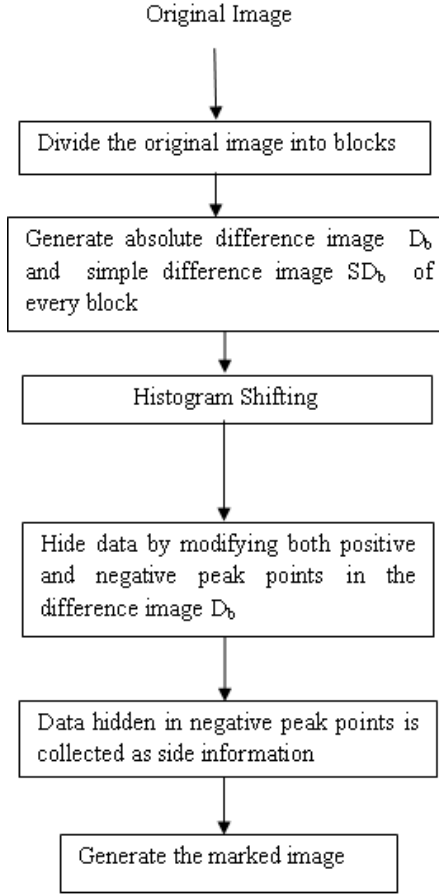 Original Image
Divide the original image into blocks
Generate absolute difference image D_b
and simple difference image SD_b of
every block
Histogram Shifting
Hide data by modifying both positive
and negative peak points in the
difference image D_b
Data hidden in negative peak points is
collected as side information
Generate the marked image